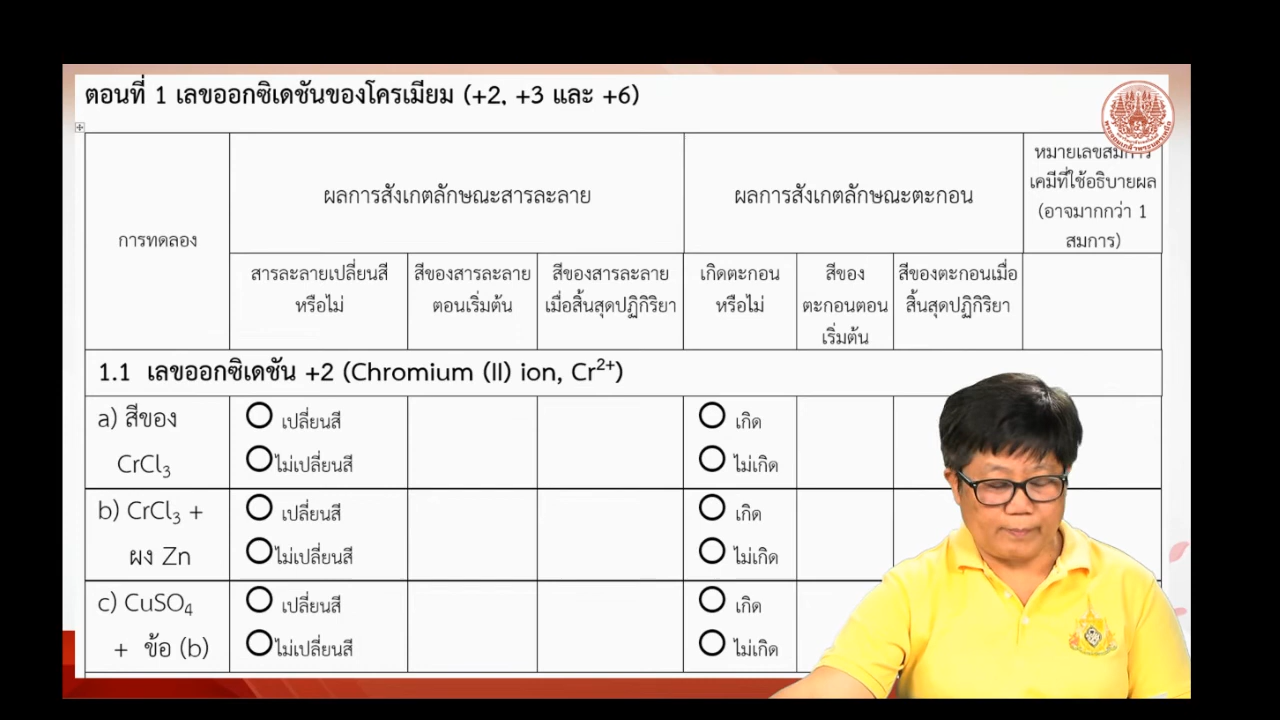 ตอนที่ 1 เลขออกซิเดชันของโครเมียม (+2, +3 และ +6)
การทดลอง
ผลการสังเกตลักษณะสารละลาย
ผลการสังเกตลักษณะตะกอน
หมายเลขสมการ
เคมีที่ใช้อธิบายผล
(อาจมากกว่า 1
สมการ)
สารละลายเปลี่ยนสี
หรือไม่
สีของสารละลาย
ตอนเริ่มต้น
สีของสารละลาย
เมื่อสิ้นสุดปฏิกิริยา
เกิดตะกอน
หรือไม่
สีของ
ตะกอนตอน
เริ่มต้น
สีของตะกอนเมื่อ
สิ้นสุดปฏิกิริยา
1.1 เลขออกซิเดชัน +2 (Chromium (II) ion, Cr²⁺)
a) สีของ
CrCl₃
เปลี่ยนสี
ไม่เปลี่ยนสี
เกิด
ไม่เกิด
b) CrCl₃ +
ผง Zn
เปลี่ยนสี
ไม่เปลี่ยนสี
เกิด
ไม่เกิด
c) CuSO₄
+ ข้อ (b)
เปลี่ยนสี
ไม่เปลี่ยนสี
เกิด
ไม่เกิด